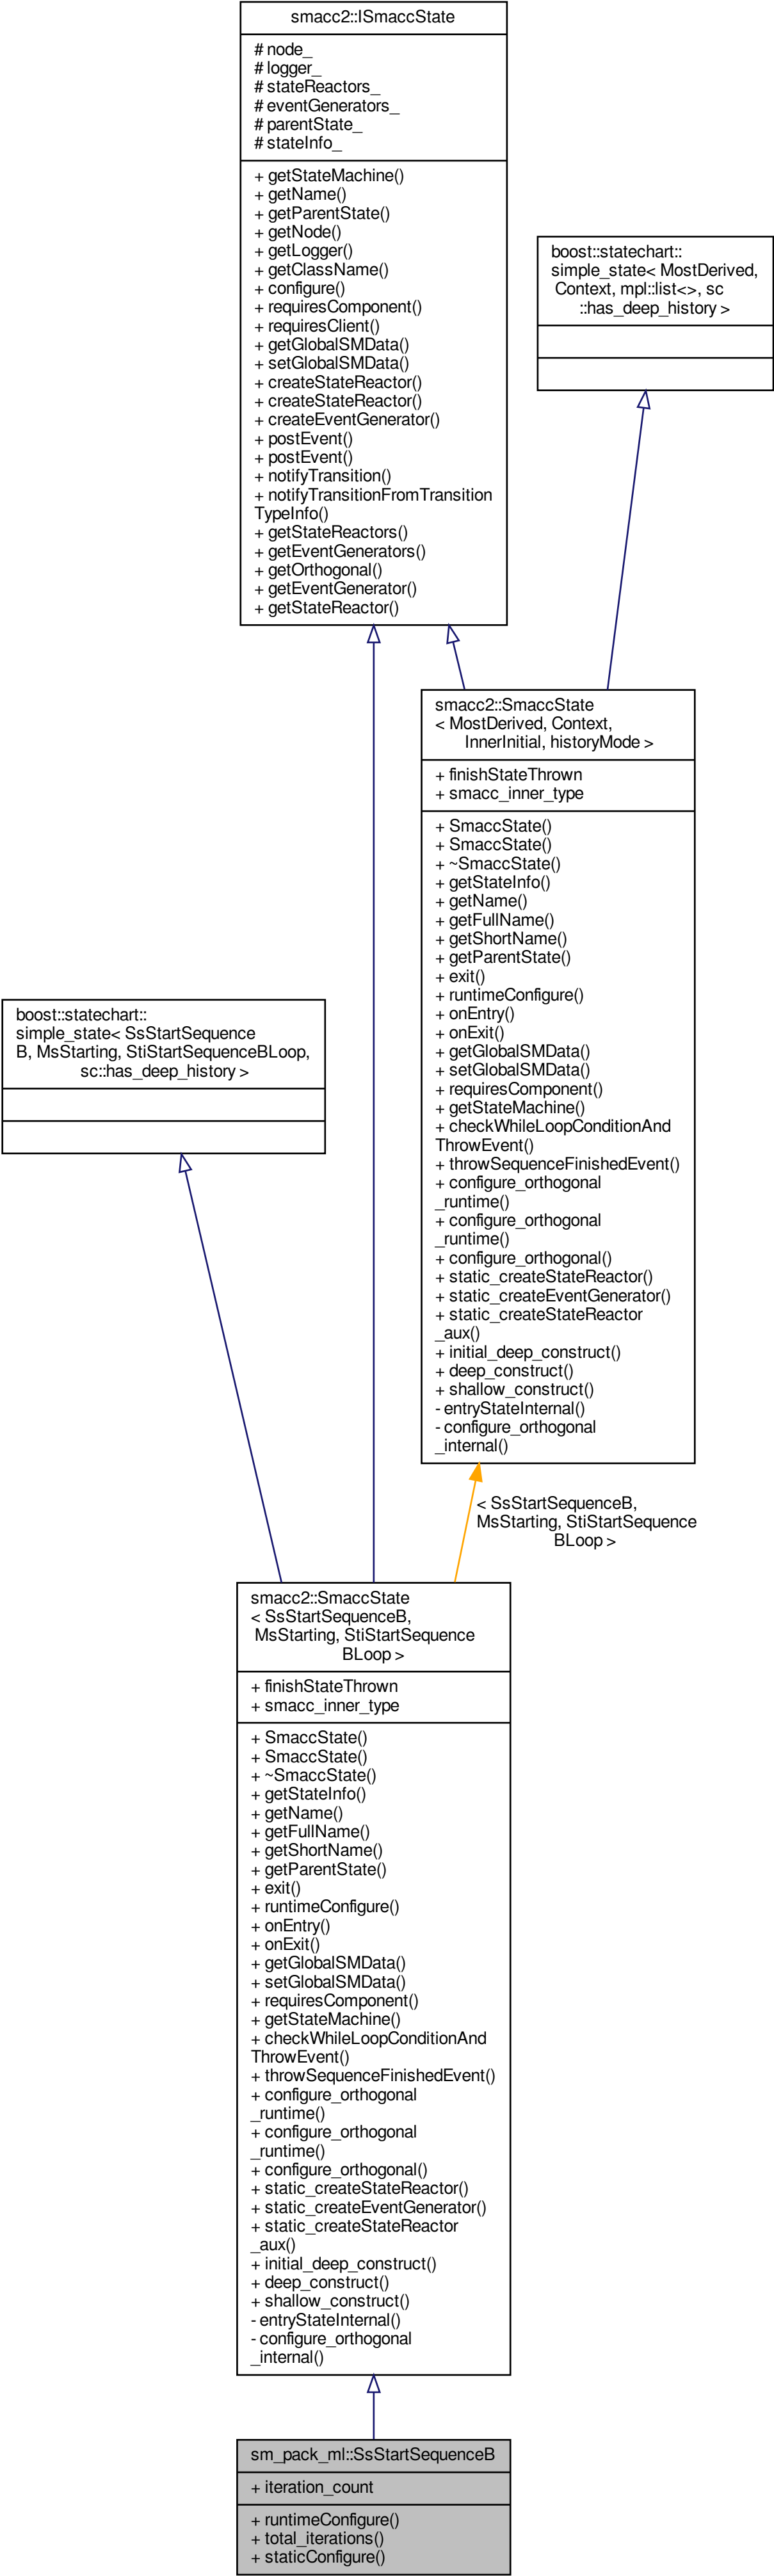 smacc2::ISmaccState
# node_
# logger_
# stateReactors_
# eventGenerators_
# parentState_
# stateInfo_
+ getStateMachine()
+ getName()
+ getParentState()
+ getNode()
+ getLogger()
+ getClassName()
+ configure()
+ requiresComponent()
+ requiresClient()
+ getGlobalSMData()
+ setGlobalSMData()
+ createStateReactor()
+ createStateReactor()
+ createEventGenerator()
+ postEvent()
+ postEvent()
+ notifyTransition()
+ notifyTransitionFromTransition
TypeInfo()
+ getStateReactors()
+ getEventGenerators()
+ getOrthogonal()
+ getEventGenerator()
+ getStateReactor()
boost::statechart::
simple_state< MostDerived,
Context, mpl::list<>, sc
::has_deep_history >
smacc2::SmaccState
< MostDerived, Context,
InnerInitial, historyMode >
+ finishStateThrown
+ smacc_inner_type
+ SmaccState()
+ SmaccState()
+ ~SmaccState()
+ getStateInfo()
+ getName()
+ getFullName()
+ getShortName()
+ getParentState()
+ exit()
+ runtimeConfigure()
+ onEntry()
+ onExit()
+ getGlobalSMData()
+ setGlobalSMData()
+ requiresComponent()
+ getStateMachine()
+ checkWhileLoopConditionAnd
ThrowEvent()
+ throwSequenceFinishedEvent()
+ configure_orthogonal
_runtime()
+ configure_orthogonal
_runtime()
+ configure_orthogonal()
+ static_createStateReactor()
+ static_createEventGenerator()
+ static_createStateReactor
_aux()
+ initial_deep_construct()
+ deep_construct()
+ shallow_construct()
- entryStateInternal()
- configure_orthogonal
_internal()
boost::statechart::
simple_state< SsStartSequence
B, MsStarting, StiStartSequenceBLoop,
sc::has_deep_history >
< SsStartSequenceB,
MsStarting, StiStartSequence
BLoop >
smacc2::SmaccState
< SsStartSequenceB,
MsStarting, StiStartSequence
BLoop >
+ finishStateThrown
+ smacc_inner_type
+ SmaccState()
+ SmaccState()
+ ~SmaccState()
+ getStateInfo()
+ getName()
+ getFullName()
+ getShortName()
+ getParentState()
+ exit()
+ runtimeConfigure()
+ onEntry()
+ onExit()
+ getGlobalSMData()
+ setGlobalSMData()
+ requiresComponent()
+ getStateMachine()
+ checkWhileLoopConditionAnd
ThrowEvent()
+ throwSequenceFinishedEvent()
+ configure_orthogonal
_runtime()
+ configure_orthogonal
_runtime()
+ configure_orthogonal()
+ static_createStateReactor()
+ static_createEventGenerator()
+ static_createStateReactor
_aux()
+ initial_deep_construct()
+ deep_construct()
+ shallow_construct()
- entryStateInternal()
- configure_orthogonal
_internal()
sm_pack_ml::SsStartSequenceB
+ iteration_count
+ runtimeConfigure()
+ total_iterations()
+ staticConfigure()